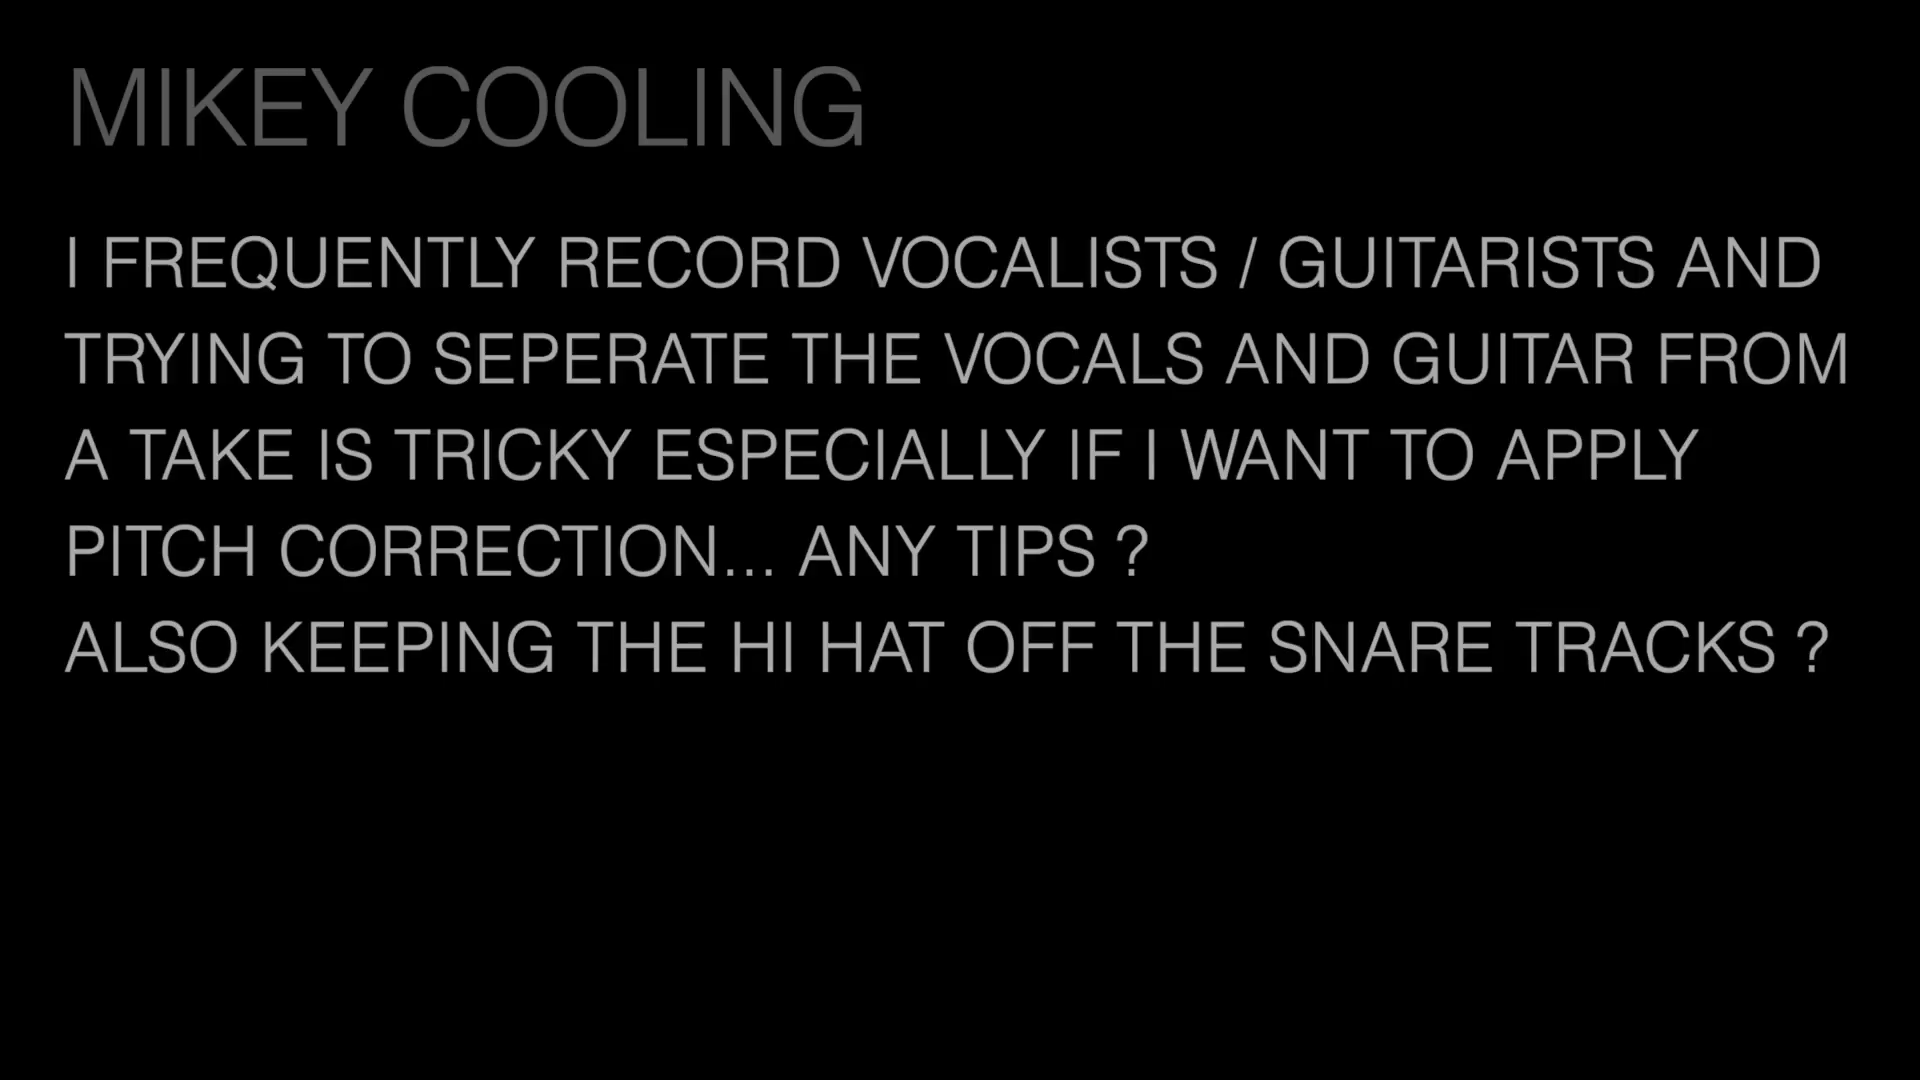 MIKEY COOLING
I FREQUENTLY RECORD VOCALISTS / GUITARISTS AND
TRYING TO SEPERATE THE VOCALS AND GUITAR FROM
A TAKE IS TRICKY ESPECIALLY IF I WANT TO APPLY
PITCH CORRECTION... ANY TIPS ?
ALSO KEEPING THE HI HAT OFF THE SNARE TRACKS ?